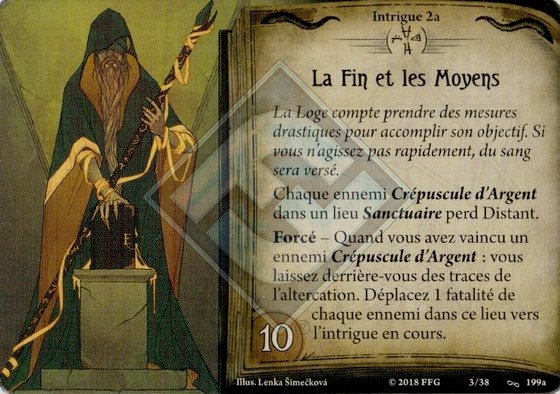 Intrigue 2a
La Fin et les Moyens
La Loge compte prendre des mesures
drastiques pour accomplir son objectif. Si
vous n'agissez pas rapidement, du sang
sera versé.
Chaque ennemi Crépuscule d'Argent
dans un lieu Sanctuaire perd Distant.
Forcé – Quand vous avez vaincu un
ennemi Crépuscule d'Argent : vous
laissez derrière-vous des traces de
l'altercation. Déplacez 1 fatalité de
chaque ennemi dans ce lieu vers
l'intrigue en cours.
10
E
Illus. Lenka Šimečková
© 2018 FFG
3/38
199a